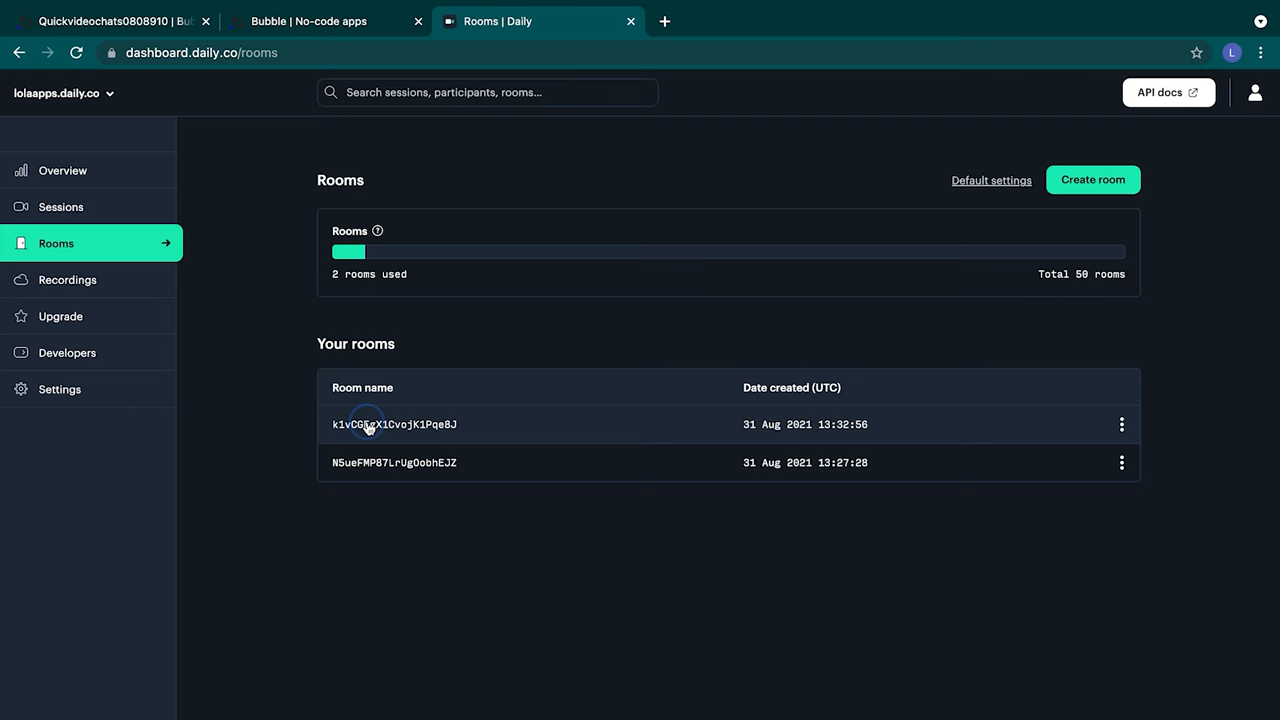 Quickvideochats0808910 | Bub
Bubble | No-code apps
Rooms | Daily
dashboard.daily.co/rooms
L
lolaapps.daily.co
Search sessions, participants, rooms...
API docs
Overview
Sessions
Rooms
Recordings
Upgrade
Developers
Settings
Rooms
Default settings
Create room
Rooms
2 rooms used
Total 50 rooms
Your rooms
Room name
Date created (UTC)
31 Aug 2021 13:32:56
N5ueFMP87LrUgOobhEJZ
31 Aug 2021 13:27:28